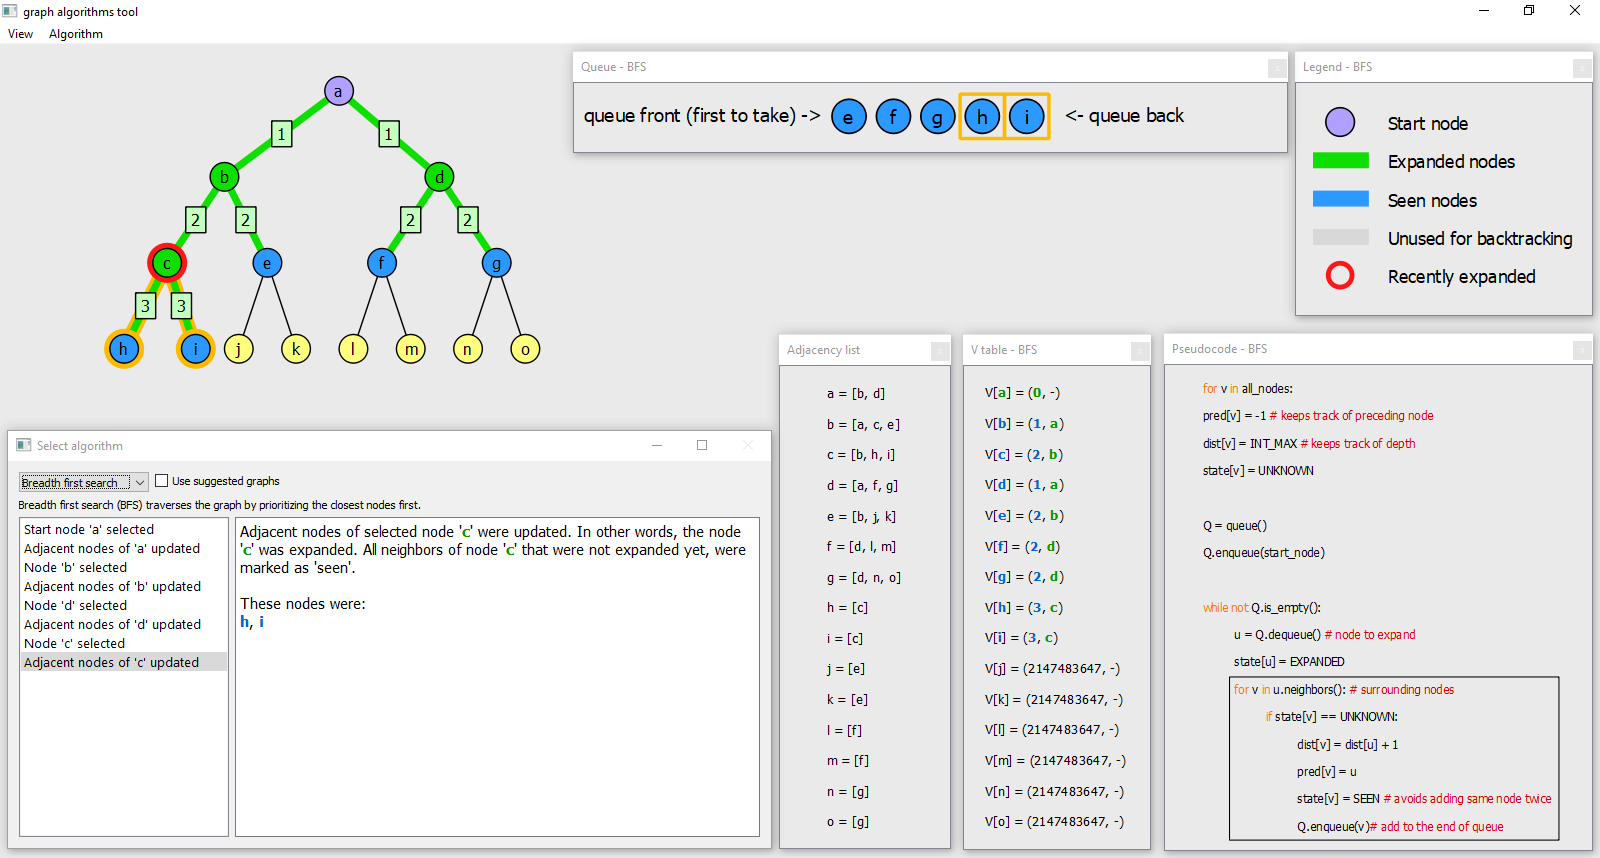 graph algorithms tool
View Algorithm
a
1 1
b d
2 2 2 2
c e f g
3 3
h i j k l m n o
Queue - BFS
queue front (first to take) -> e f g h i <- queue back
Legend - BFS
Start node
Expanded nodes
Seen nodes
Unused for backtracking
Recently expanded
Select algorithm
Breadth first search Use suggested graphs
Breadth first search (BFS) traverses the graph by prioritizing the closest nodes first.
Start node 'a' selected
Adjacent nodes of 'a' updated
Node 'b' selected
Adjacent nodes of 'b' updated
Node 'd' selected
Adjacent nodes of 'd' updated
Node 'c' selected
Adjacent nodes of 'c' updated
Adjacent nodes of selected node 'c' were updated. In other words, the node
'c' was expanded. All neighbors of node 'c' that were not expanded yet, were
marked as 'seen'.
These nodes were:
h, i
Adjacency list
a = [b, d]
b = [a, c, e]
c = [b, h, i]
d = [a, f, g]
e = [b, j, k]
f = [d, l, m]
g = [d, n, o]
h = [c]
i = [c]
j = [e]
k = [e]
l = [f]
m = [f]
n = [g]
o = [g]
V table - BFS
V[a] = (0, -)
V[b] = (1, a)
V[c] = (2, b)
V[d] = (1, a)
V[e] = (2, b)
V[f] = (2, d)
V[g] = (2, d)
V[h] = (3, c)
V[i] = (3, c)
V[j] = (2147483647, -)
V[k] = (2147483647, -)
V[l] = (2147483647, -)
V[m] = (2147483647, -)
V[n] = (2147483647, -)
V[o] = (2147483647, -)
Pseudocode - BFS
for v in all_nodes:
pred[v] = -1 # keeps track of preceding node
dist[v] = INT_MAX # keeps track of depth
state[v] = UNKNOWN
Q = queue()
Q.enqueue(start_node)
while not Q.is_empty():
u = Q.dequeue() # node to expand
state[u] = EXPANDED
for v in u.neighbors(): # surrounding nodes
if state[v] == UNKNOWN:
dist[v] = dist[u] + 1
pred[v] = u
state[v] = SEEN # avoids adding same node twice
Q.enqueue(v)# add to the end of queue